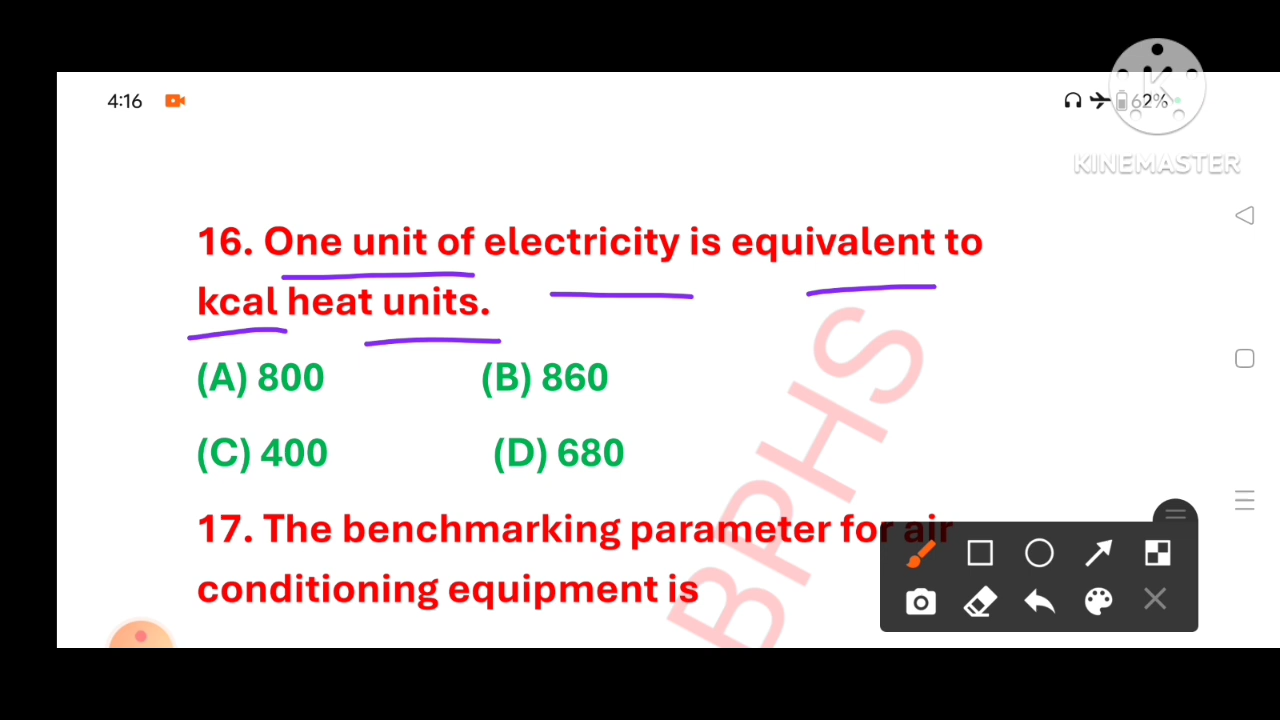 4:16
62%
KINEMASTER
16. One unit of electricity is equivalent to
kcal heat units.
(A) 800 (B) 860
(C) 400 (D) 680
17. The benchmarking parameter for air
conditioning equipment is
BPHS